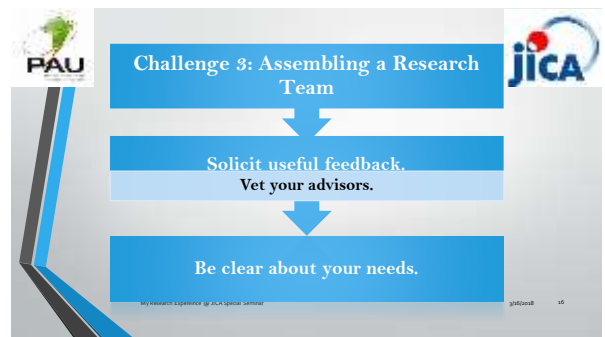 PAU
jICA
Challenge 3: Assembling a Research
Team
Solicit useful feedback.
Vet your advisors.
Be clear about your needs.
My Research Experience @ JICA Special Seminar
3/16/2018
16